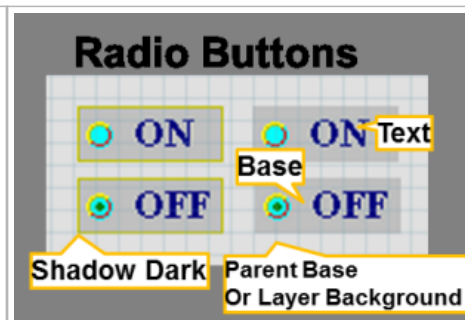 Radio Buttons
ON ON Text
Base
OFF OFF
Shadow Dark
Parent Base
Or Layer Background